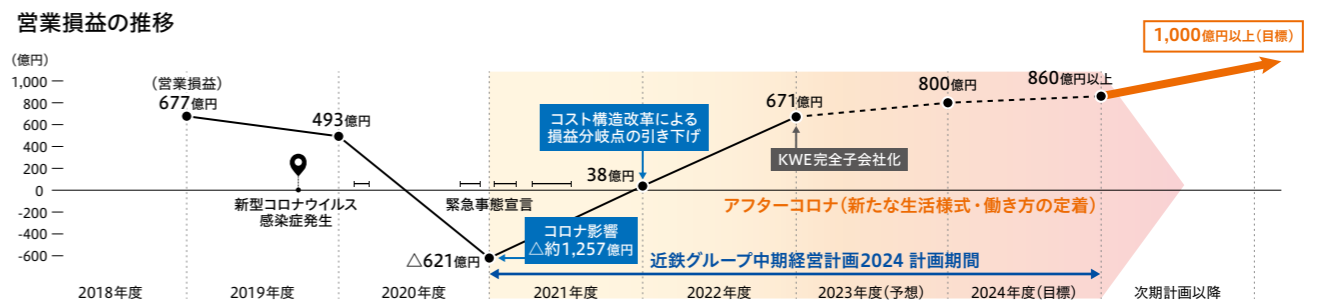 営業損益の推移
(億円)
1,000
800
600
400
200
0
-200
-400
-600
(営業損益)
677億円
493億円
新型コロナウイルス
感染症発生
緊急事態宣言
△621億円
コロナ影響
△約1,257億円
38億円
コスト構造改革による
損益分岐点の引き下げ
671億円
KWE完全子会社化
800億円
860億円以上
1,000億円以上(目標)
アフターコロナ(新たな生活様式・働き方の定着)
近鉄グループ中期経営計画2024 計画期間
2018年度
2019年度
2020年度
2021年度
2022年度
2023年度(予想)
2024年度(目標)
次期計画以降